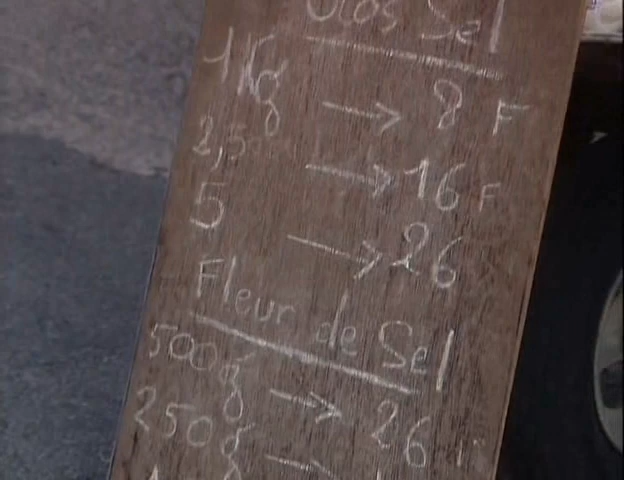 Gros Sel
1Kg → 8 F
2,5 → 16 F
5 → 26
Fleur de Sel
500g → 26
250g →